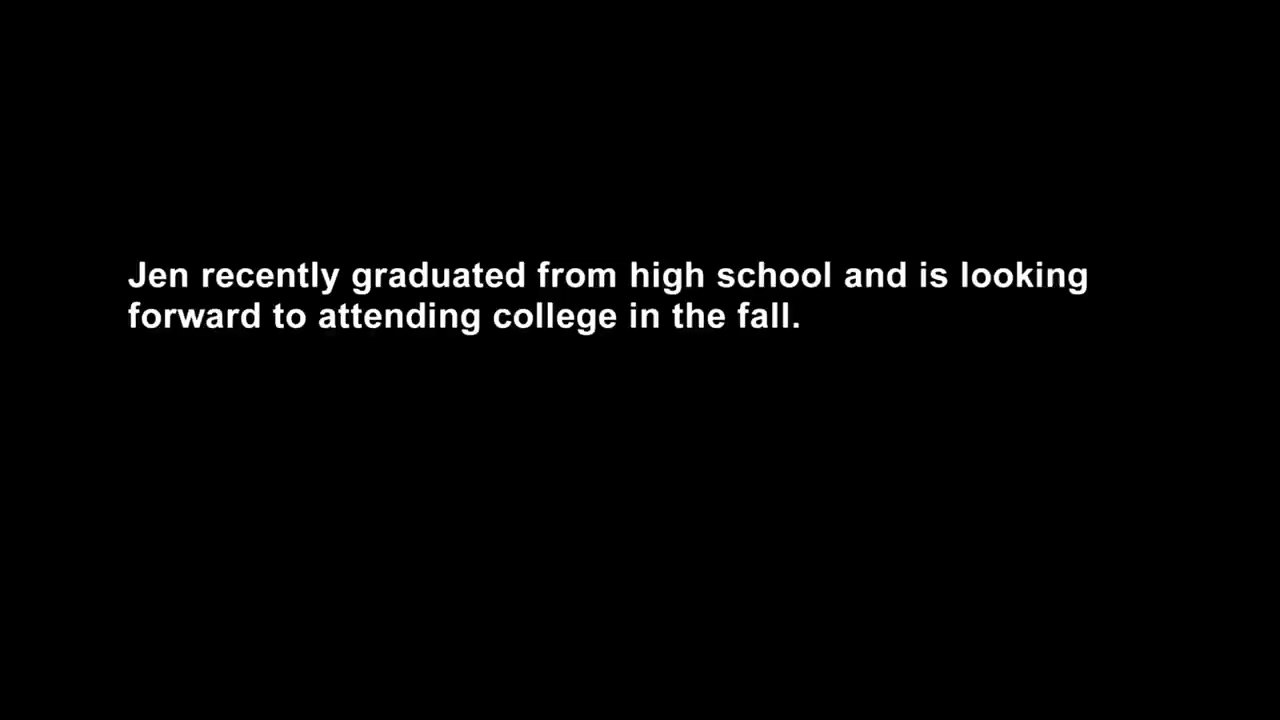 Jen recently graduated from high school and is looking
forward to attending college in the fall.